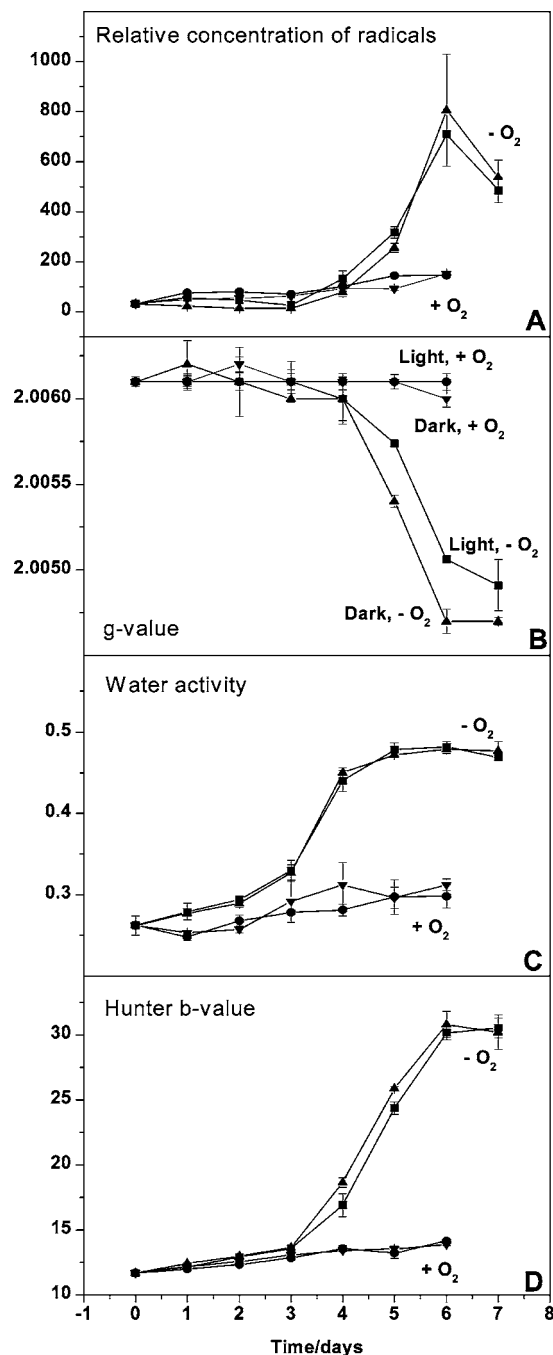 Relative concentration of radicals
1000
800
600
400
200
0
- O₂
+ O₂
A
Light, + O₂
Dark, + O₂
Light, - O₂
Dark, - O₂
2.0060
2.0055
2.0050
g-value
B
Water activity
0.5
0.4
0.3
- O₂
+ O₂
C
Hunter b-value
30
25
20
15
10
- O₂
+ O₂
D
-1 0 1 2 3 4 5 6 7 8
Time/days